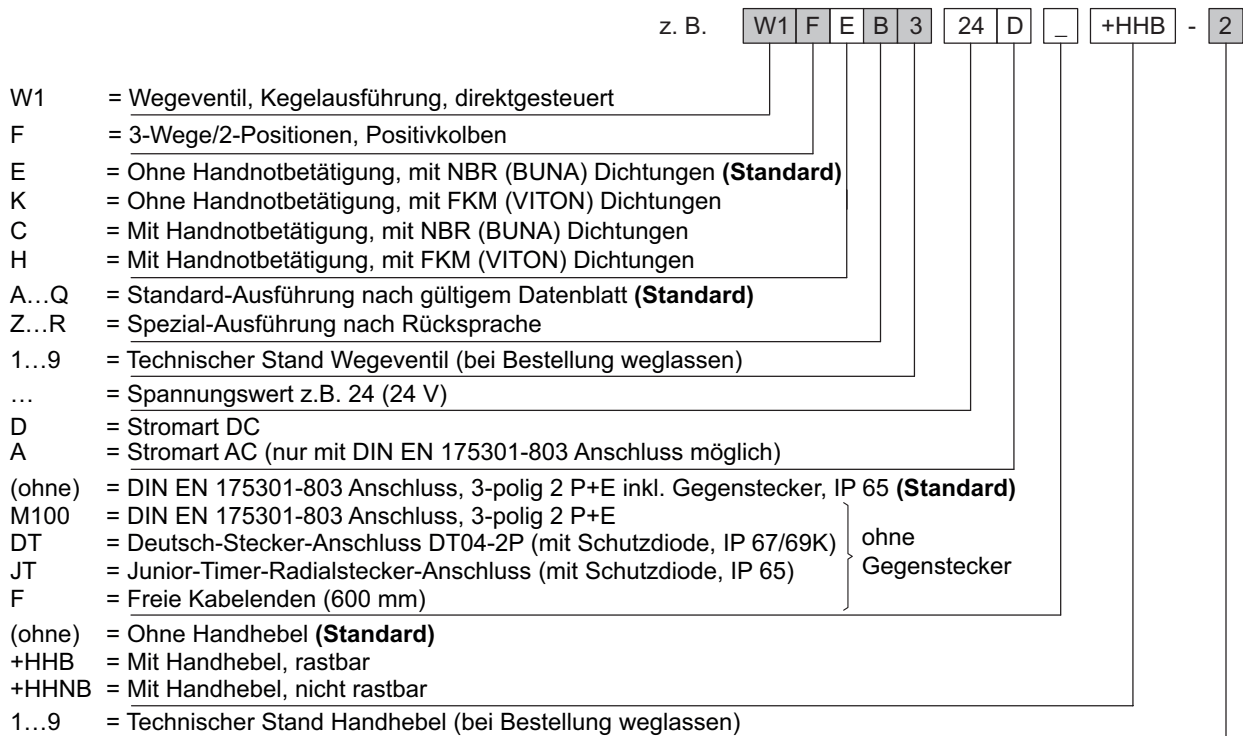 z. B. W1 F E B 3 24 D _ +HHB - 2
W1 = Wegeventil, Kegelausführung, direktgesteuert
F = 3-Wege/2-Positionen, Positivkolben
E = Ohne Handnotbetätigung, mit NBR (BUNA) Dichtungen (Standard)
K = Ohne Handnotbetätigung, mit FKM (VITON) Dichtungen
C = Mit Handnotbetätigung, mit NBR (BUNA) Dichtungen
H = Mit Handnotbetätigung, mit FKM (VITON) Dichtungen
A…Q = Standard-Ausführung nach gültigem Datenblatt (Standard)
Z…R = Spezial-Ausführung nach Rücksprache
1…9 = Technischer Stand Wegeventil (bei Bestellung weglassen)
… = Spannungswert z.B. 24 (24 V)
D = Stromart DC
A = Stromart AC (nur mit DIN EN 175301-803 Anschluss möglich)
(ohne) = DIN EN 175301-803 Anschluss, 3-polig 2 P+E inkl. Gegenstecker, IP 65 (Standard)
M100 = DIN EN 175301-803 Anschluss, 3-polig 2 P+E
DT = Deutsch-Stecker-Anschluss DT04-2P (mit Schutzdiode, IP 67/69K)
JT = Junior-Timer-Radialstecker-Anschluss (mit Schutzdiode, IP 65)
F = Freie Kabelenden (600 mm)
ohne
Gegenstecker
(ohne) = Ohne Handhebel (Standard)
+HHB = Mit Handhebel, rastbar
+HHNB = Mit Handhebel, nicht rastbar
1…9 = Technischer Stand Handhebel (bei Bestellung weglassen)